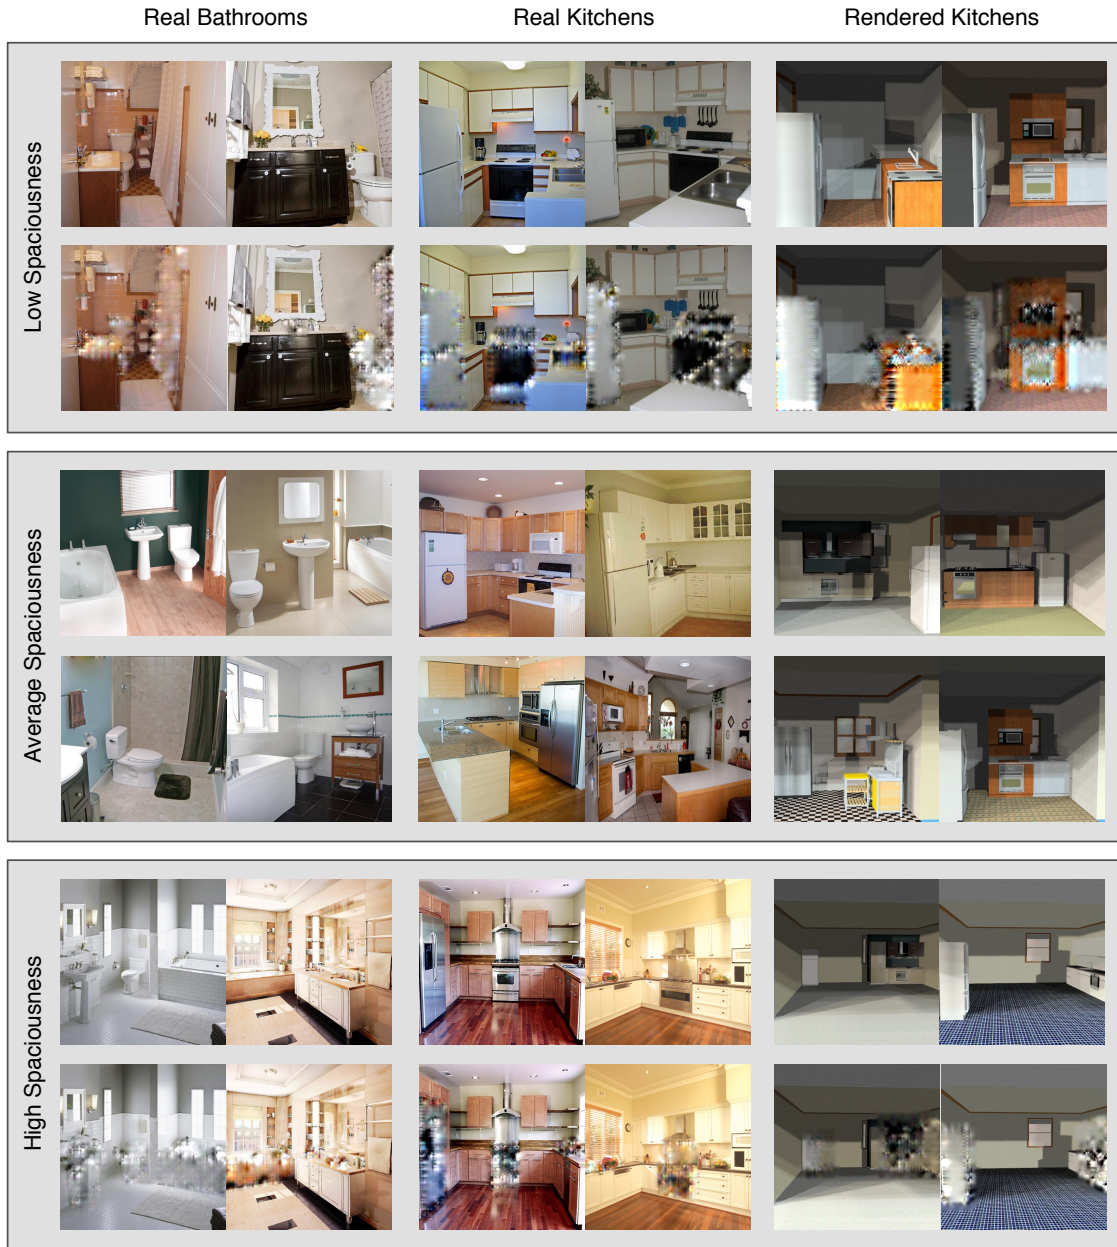 Real Bathrooms
Real Kitchens
Rendered Kitchens
Low Spaciousness
Average Spaciousness
High Spaciousness